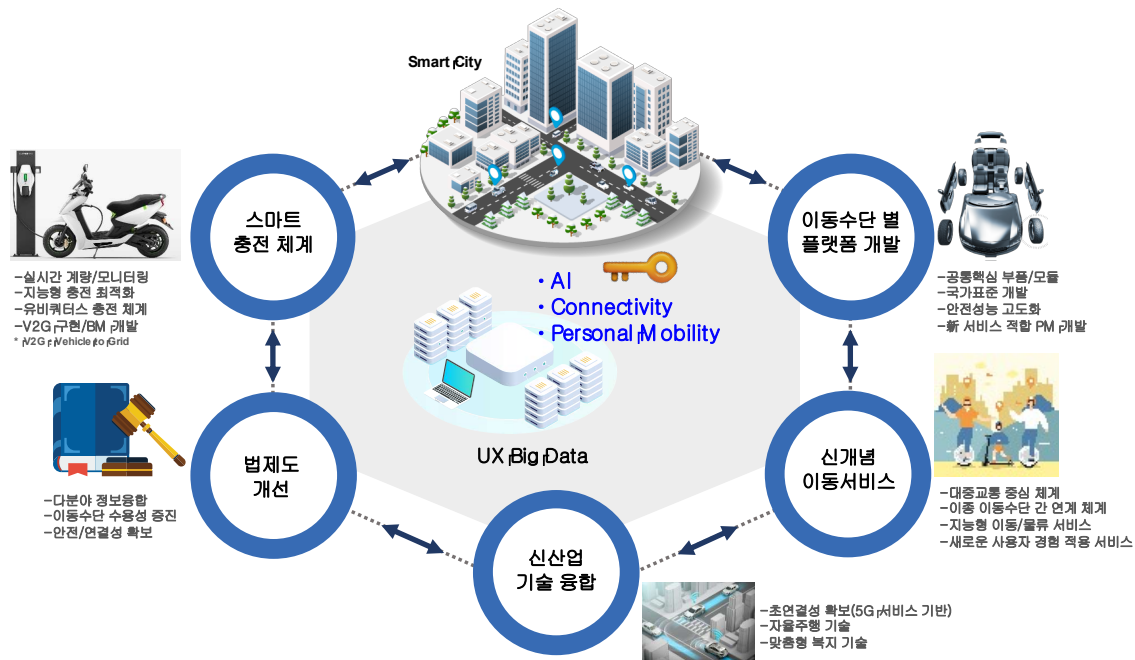 Smart City
스마트
충전 체계
-실시간 계량/모니터링
-지능형 충전 최적화
-유비쿼터스 충전 체계
-V2G 구현/BM 개발
* V2G : Vehicle to Grid
이동수단 별
플랫폼 개발
-공통핵심 부품/모듈
-국가표준 개발
-안전성능 고도화
-新 서비스 적합 PM 개발
• AI
• Connectivity
• Personal Mobility
UX Big Data
법제도
개선
-다분야 정보융합
-이동수단 수용성 증진
-안전/연결성 확보
신개념
이동서비스
-대중교통 중심 체계
-이종 이동수단 간 연계 체계
-지능형 이동/물류 서비스
-새로운 사용자 경험 적용 서비스
신산업
기술 융합
-초연결성 확보(5G 서비스 기반)
-자율주행 기술
-맞춤형 복지 기술